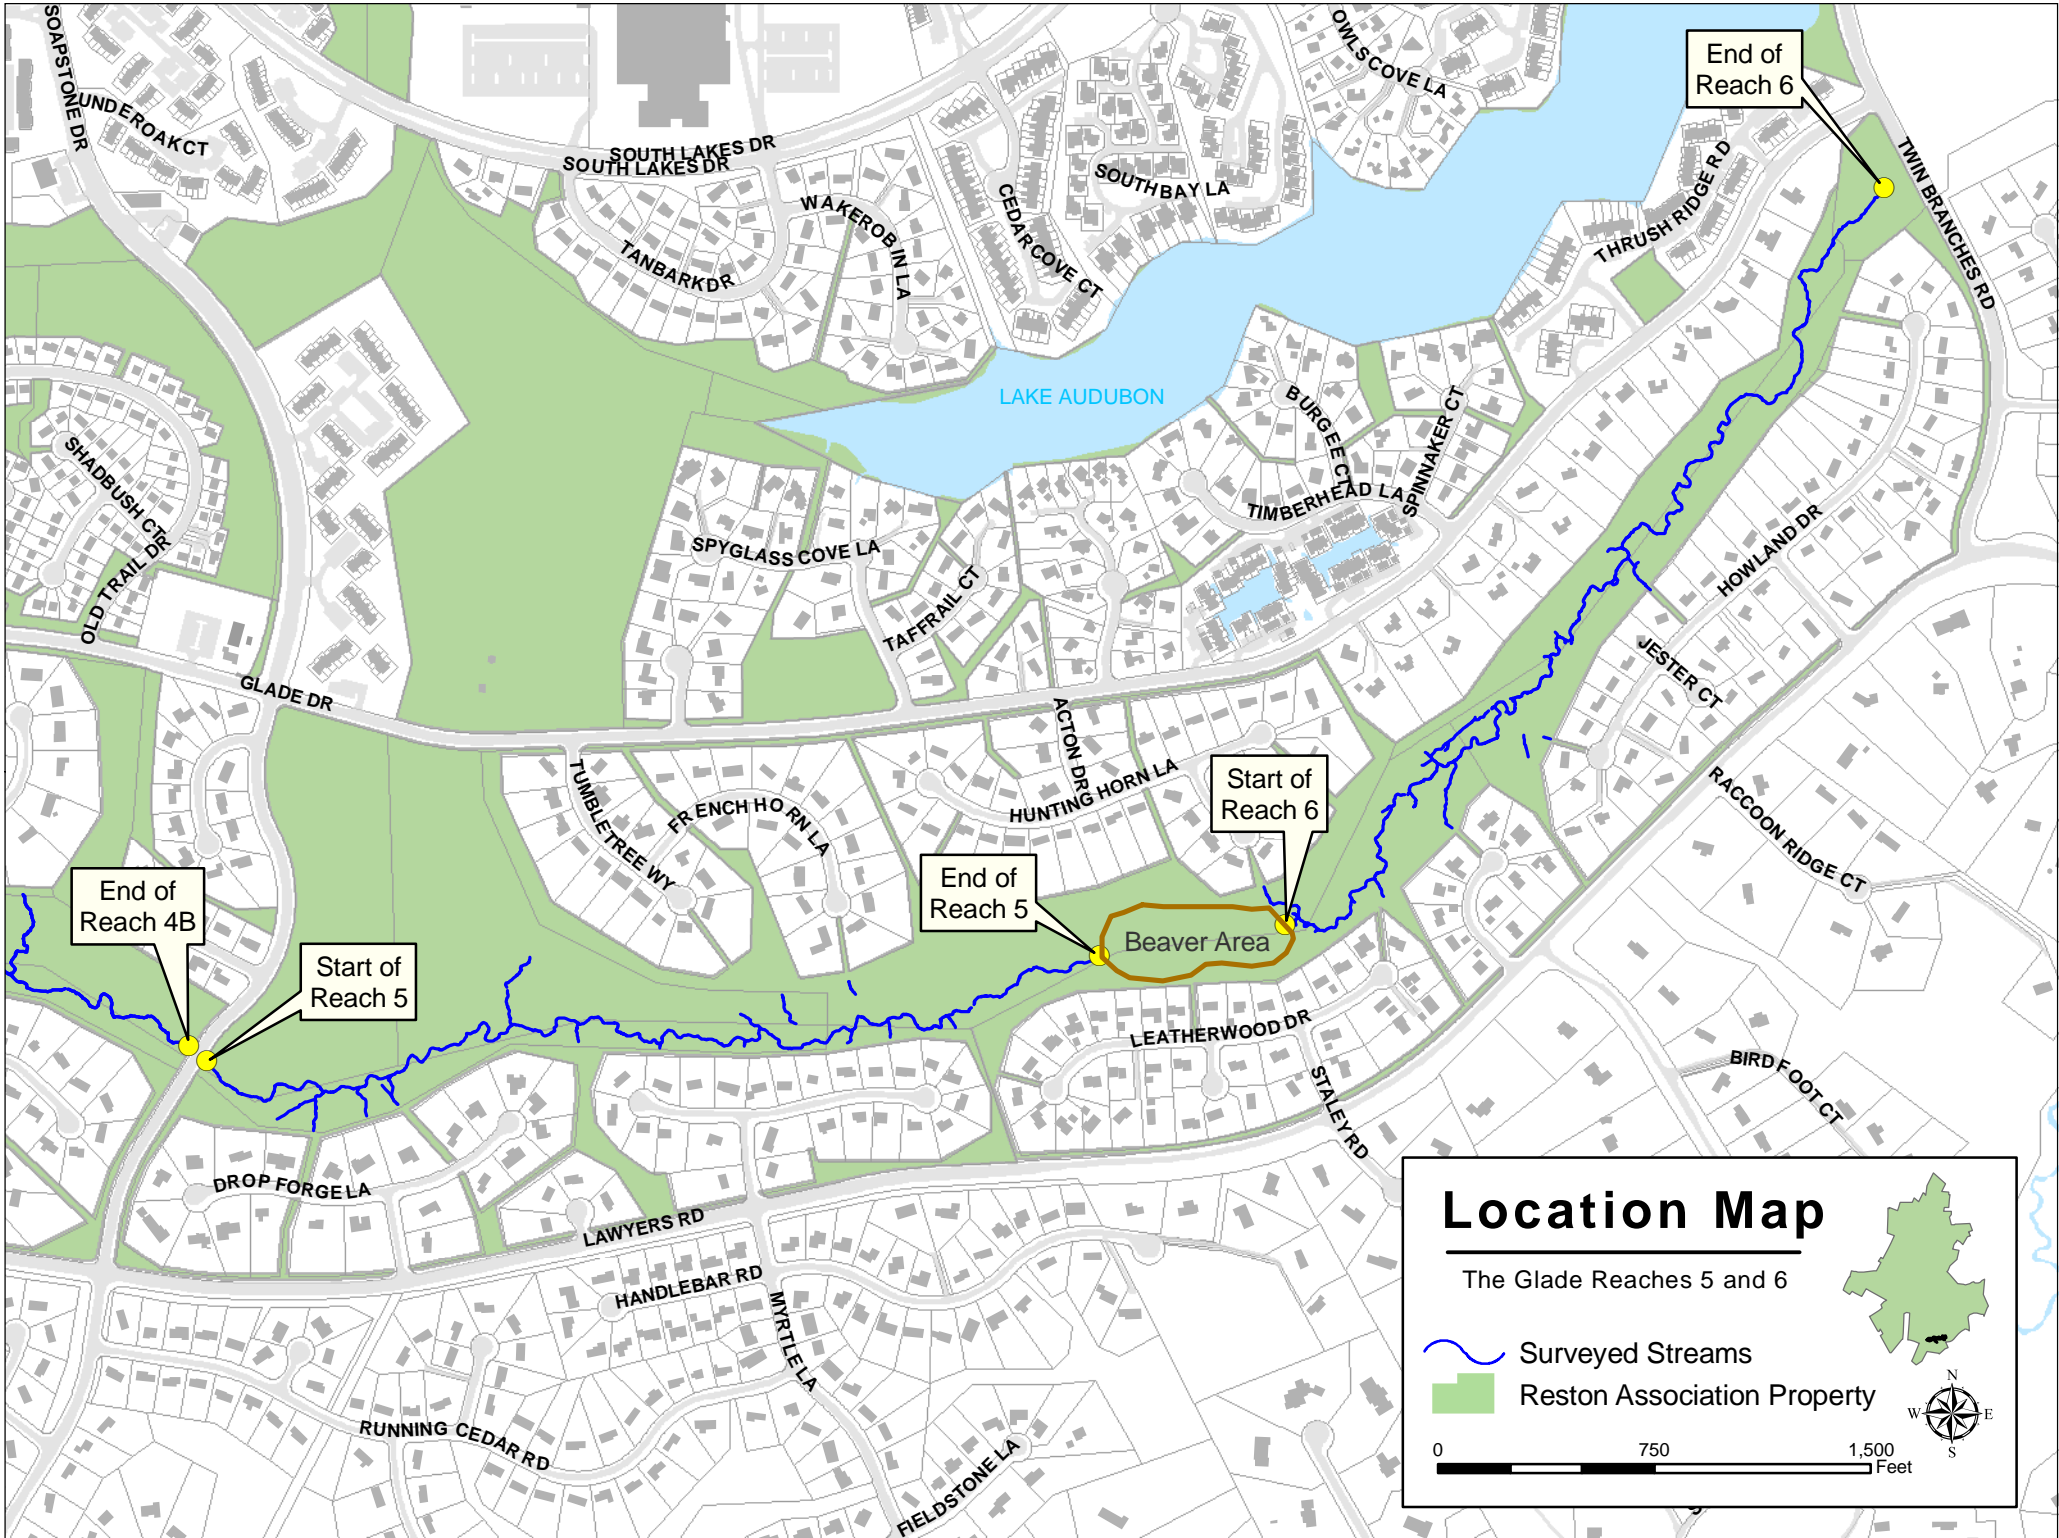 SOAPSTONE DR
UNDEROAK CT
SOUTH LAKES DR
SOUTH LAKES DR
OWLS COVE LA
End of
Reach 6
TWIN BRANCHES RD
THRUSH RIDGE RD
SOUTH BAY LA
CEDAR COVE CT
WAKEROBIN LA
TANBARK DR
LAKE AUDUBON
BURGEE CT
SPINNAKER CT
TIMBERHEAD LA
SHADBUSH CT
OLD TRAIL DR
SPYGLASS COVE LA
TAFFRAIL CT
HOWLAND DR
JESTER CT
GLADE DR
ACTON DR
HUNTING HORN LA
TUMBLETREE WY
FRENCH HORN LA
RACCOON RIDGE CT
Start of
Reach 6
End of
Reach 5
Beaver Area
End of
Reach 4B
Start of
Reach 5
LEATHERWOOD DR
STALEY RD
BIRD FOOT CT
DROP FORGE LA
LAWYERS RD
HANDLEBAR RD
MYRTLE LA
RUNNING CEDAR RD
FIELDSTONE LA
Location Map
The Glade Reaches 5 and 6
Surveyed Streams
Reston Association Property
N
W E
S
0 750 1,500
Feet